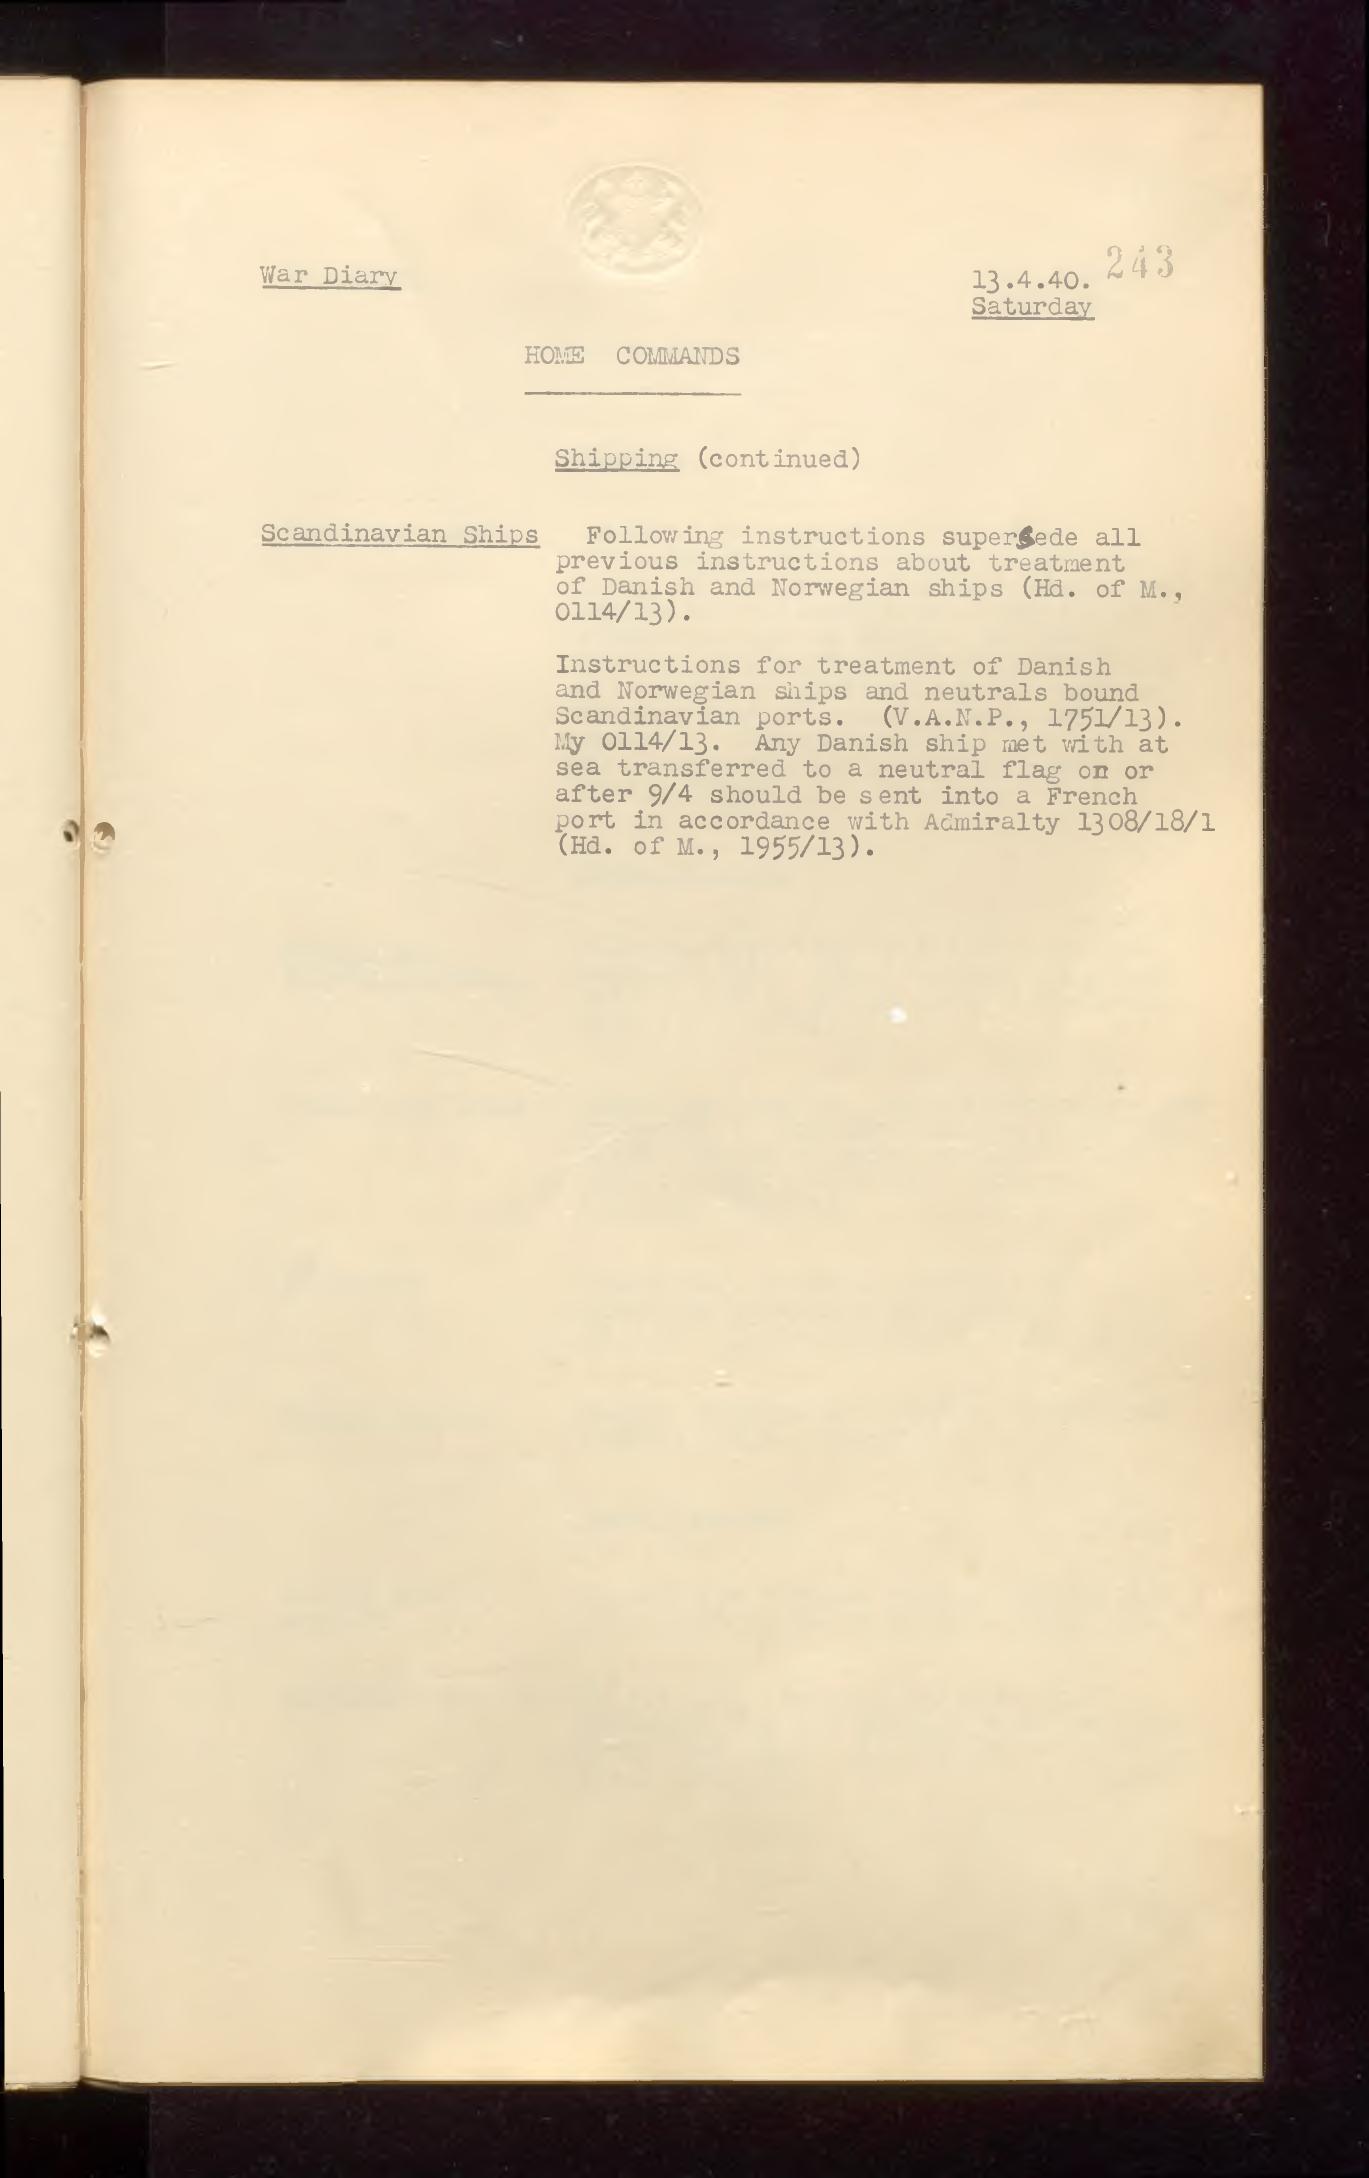 243
War Diary 13.4.40.
Saturday
HOME COMMANDS
Shipping (continued)
Scandinavian Ships Following instructions supersede all
previous instructions about treatment
of Danish and Norwegian ships (Hd. of M.,
0114/13).
Instructions for treatment of Danish
and Norwegian ships and neutrals bound
Scandinavian ports. (V.A.N.P., 1751/13).
My 0114/13. Any Danish ship met with at
sea transferred to a neutral flag on or
after 9/4 should be sent into a French
port in accordance with Admiralty 1308/18/1
(Hd. of M., 1955/13).